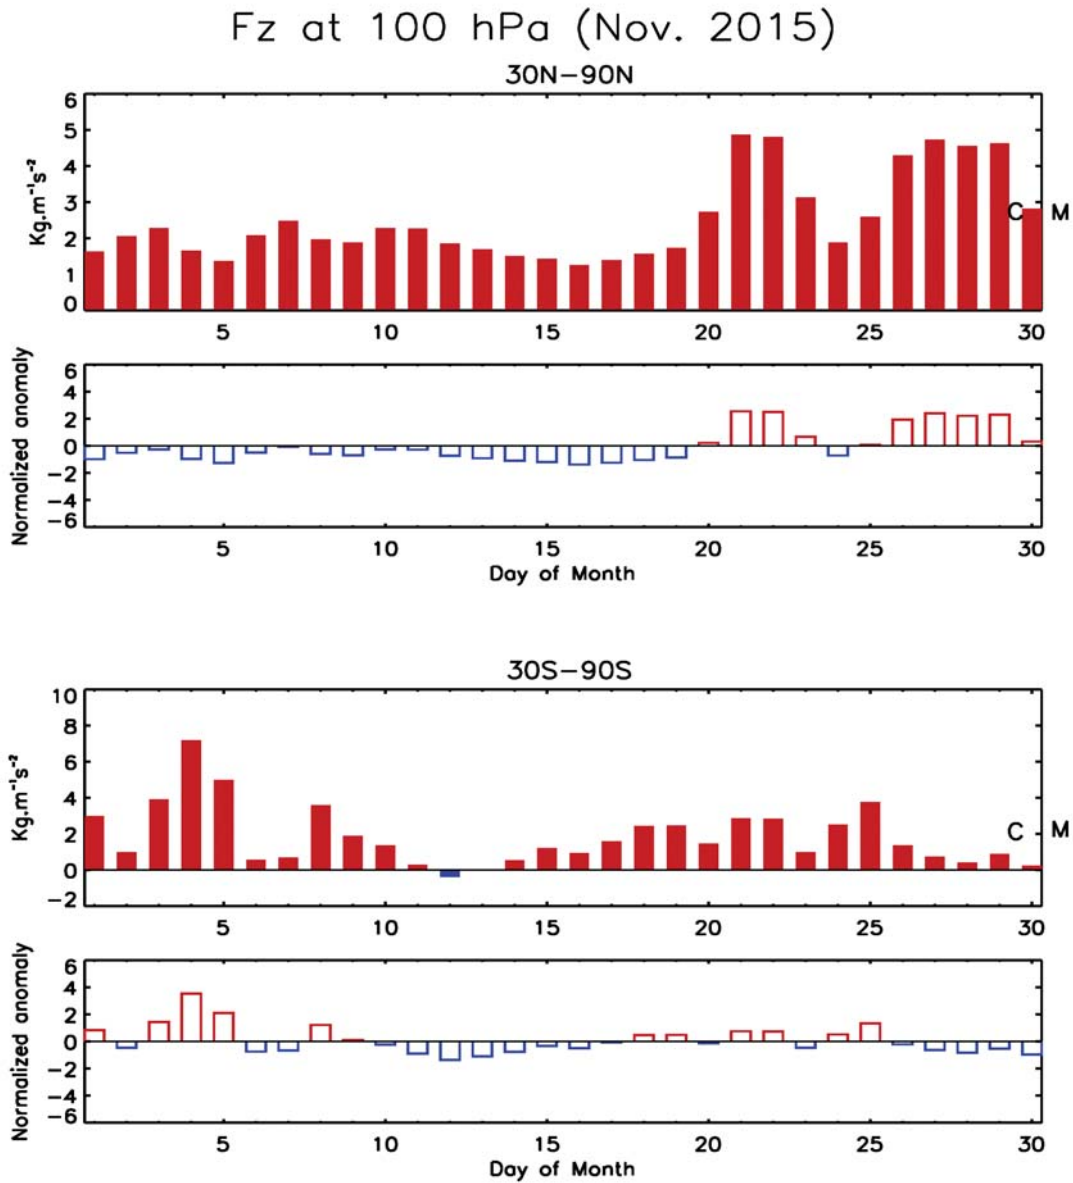 Fz at 100 hPa (Nov. 2015)
30N-90N
Kg.m⁻¹s⁻²
6
5
4
3
2
1
0
C M
5 10 15 20 25 30
Normalized anomaly
6
4
2
0
-2
-4
-6
5 10 15 20 25 30
Day of Month
30S-90S
Kg.m⁻¹s⁻²
10
8
6
4
2
0
-2
C M
5 10 15 20 25 30
Normalized anomaly
6
4
2
0
-2
-4
-6
5 10 15 20 25 30
Day of Month